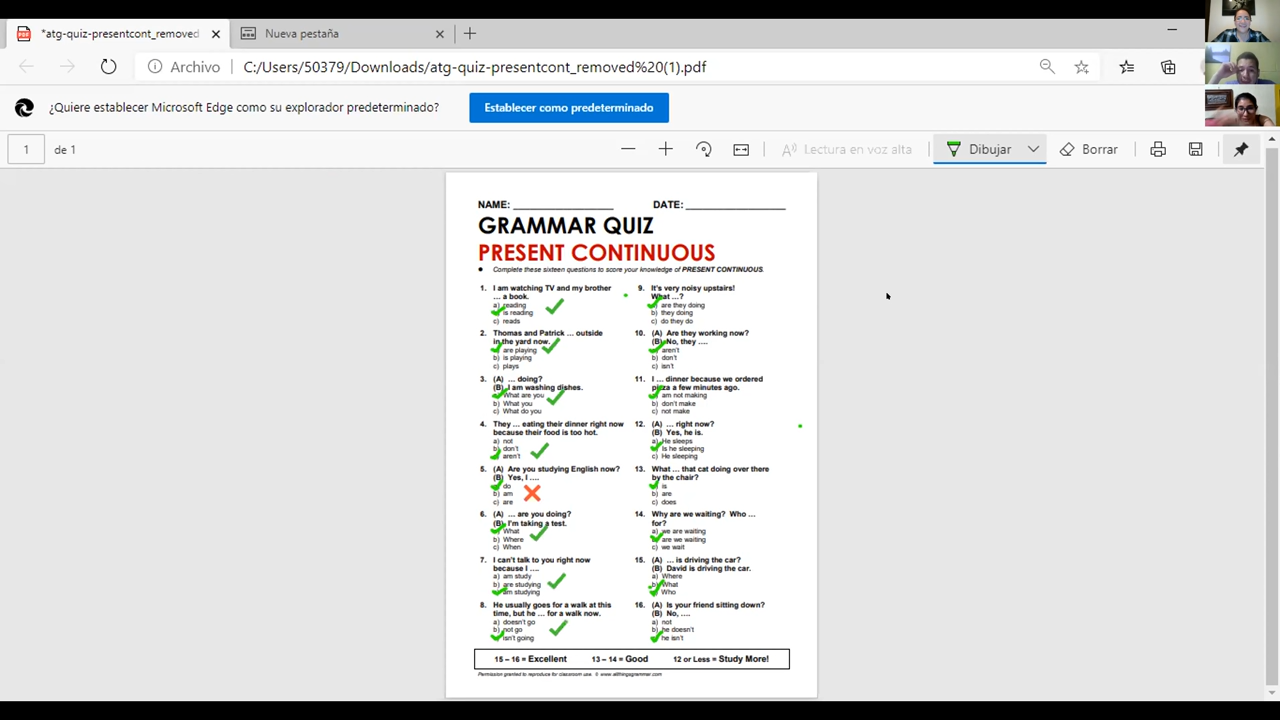 *atg-quiz-presentcont_removed
Nueva pestaña
Archivo C:/Users/50379/Downloads/atg-quiz-presentcont_removed%20(1).pdf
¿Quiere establecer Microsoft Edge como su explorador predeterminado? Establecer como predeterminado
1 de 1 Lectura en voz alta Dibujar Borrar
NAME: ____________________ DATE: ____________________
GRAMMAR QUIZ
PRESENT CONTINUOUS
Complete these sixteen questions to score your knowledge of PRESENT CONTINUOUS.
1. I am watching TV and my brother
… a book.
a) reading
is reading
c) reads
2. Thomas and Patrick … outside
in the yard now.
are playing
b) is playing
c) plays
3. (A) … doing?
(B) I am washing dishes.
What are you
b) What you
c) What do you
4. They … eating their dinner right now
because their food is too hot.
a) not
b) don't
aren't
5. (A) Are you studying English now?
(B) Yes, I ….
do
b) am
c) are
6. (A) … are you doing?
(B) I'm taking a test.
What
b) Where
c) When
7. I can't talk to you right now
because I ….
a) am study
b) are studying
am studying
8. He usually goes for a walk at this
time, but he … for a walk now.
a) doesn't go
b) not go
isn't going
9. It's very noisy upstairs!
What …?
are they doing
b) they doing
c) do they do
10. (A) Are they working now?
(B) No, they ….
aren't
b) don't
c) isn't
11. I … dinner because we ordered
pizza a few minutes ago.
am not making
b) don't make
c) not make
12. (A) … right now?
(B) Yes, he is.
a) He sleeps
Is he sleeping
c) He sleeping
13. What … that cat doing over there
by the chair?
is
b) are
c) does
14. Why are we waiting? Who …
for?
a) we are waiting
are we waiting
c) we wait
15. (A) … is driving the car?
(B) David is driving the car.
a) Where
b) What
Who
16. (A) Is your friend sitting down?
(B) No, ….
a) not
b) he doesn't
he isn't
15 – 16 = Excellent 13 – 14 = Good 12 or Less = Study More!
Permission granted to reproduce for classroom use. © www.allthingsgrammar.com